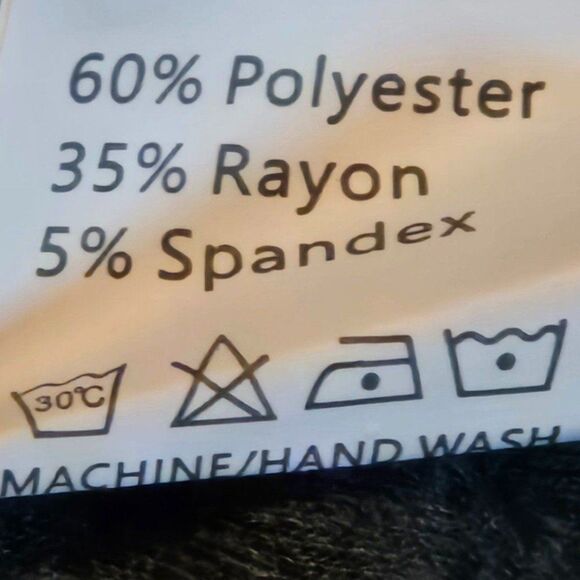 60% Polyester
35% Rayon
5% Spandex
30℃
MACHINE/HAND WASH